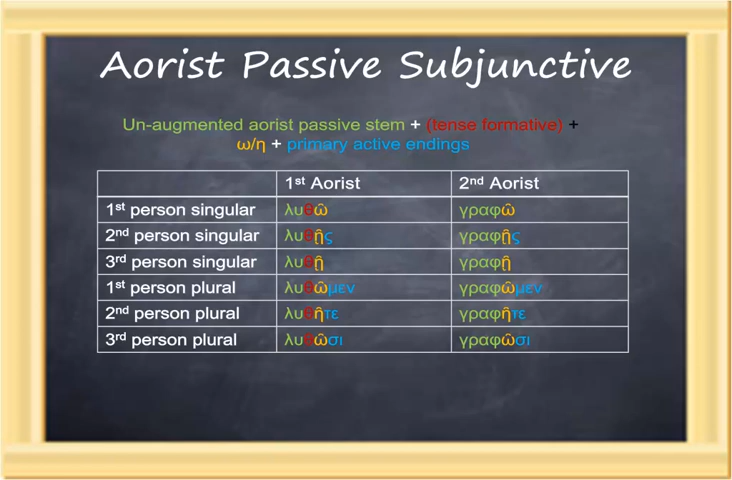 Aorist Passive Subjunctive
Un-augmented aorist passive stem + (tense formative) +
ω/η + primary active endings
1st Aorist 2nd Aorist
1st person singular λυθῶ γραφῶ
2nd person singular λυθῇς γραφῇς
3rd person singular λυθῇ γραφῇ
1st person plural λυθῶμεν γραφῶμεν
2nd person plural λυθῆτε γραφῆτε
3rd person plural λυθῶσι γραφῶσι